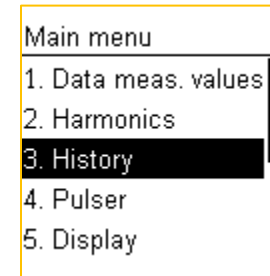 Main menu
1. Data meas. values
2. Harmonics
3. History
4. Pulser
5. Display